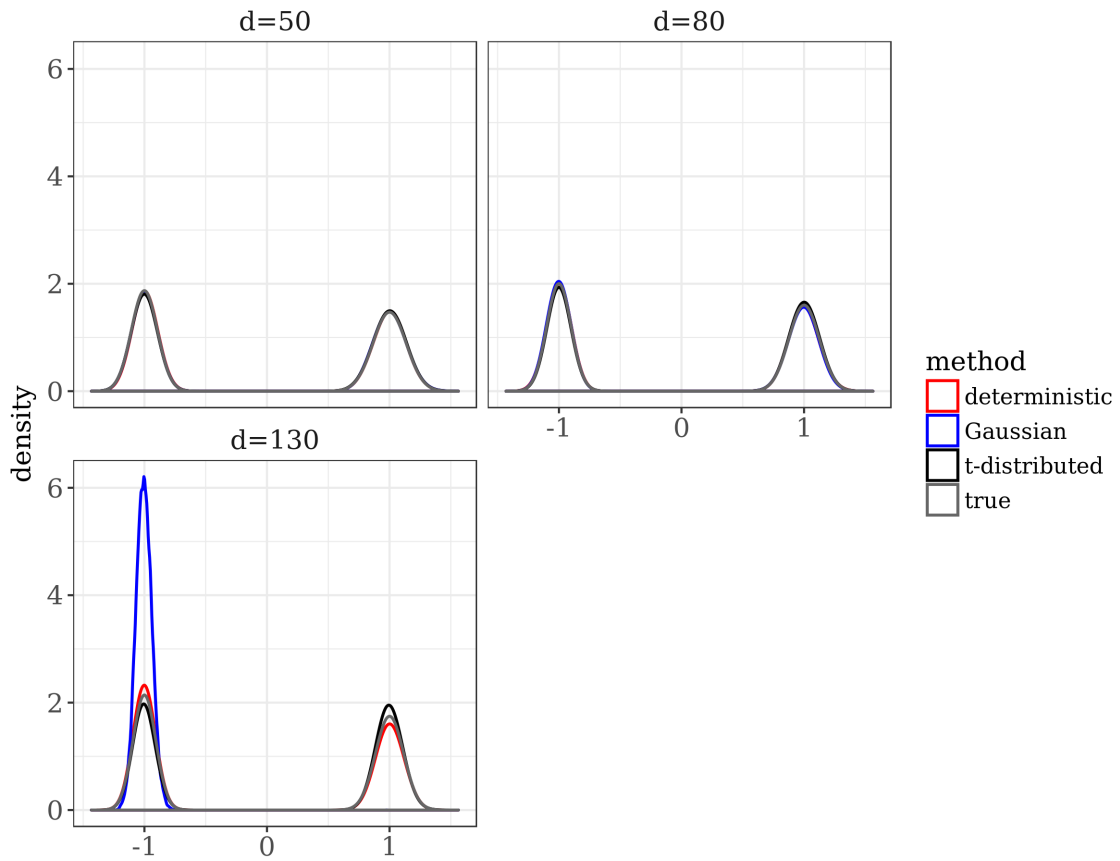 d=50
d=80
6
4
2
0
-1 0 1
d=130
6
4
2
0
-1 0 1
density
method
deterministic
Gaussian
t-distributed
true